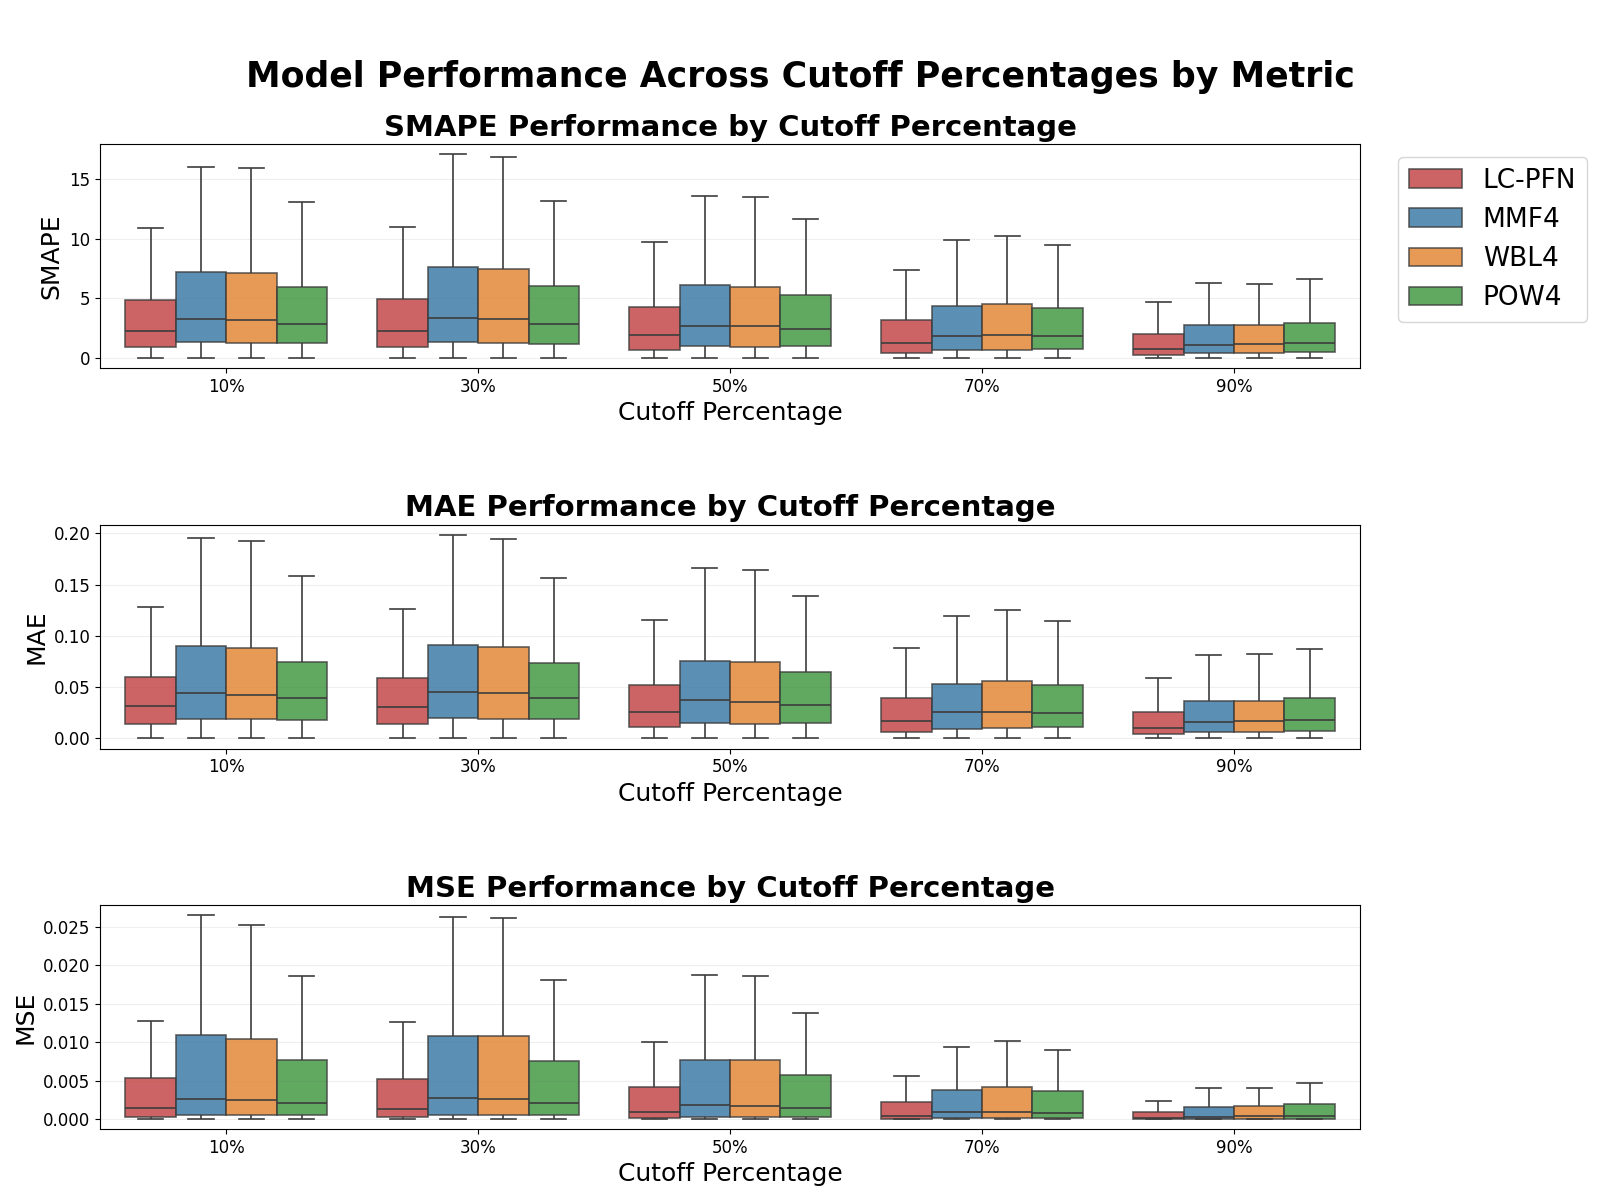 Model Performance Across Cutoff Percentages by Metric
SMAPE Performance by Cutoff Percentage
SMAPE
15
10
5
0
10% 30% 50% 70% 90%
Cutoff Percentage
LC-PFN
MMF4
WBL4
POW4
MAE Performance by Cutoff Percentage
MAE
0.20
0.15
0.10
0.05
0.00
10% 30% 50% 70% 90%
Cutoff Percentage
MSE Performance by Cutoff Percentage
MSE
0.025
0.020
0.015
0.010
0.005
0.000
10% 30% 50% 70% 90%
Cutoff Percentage